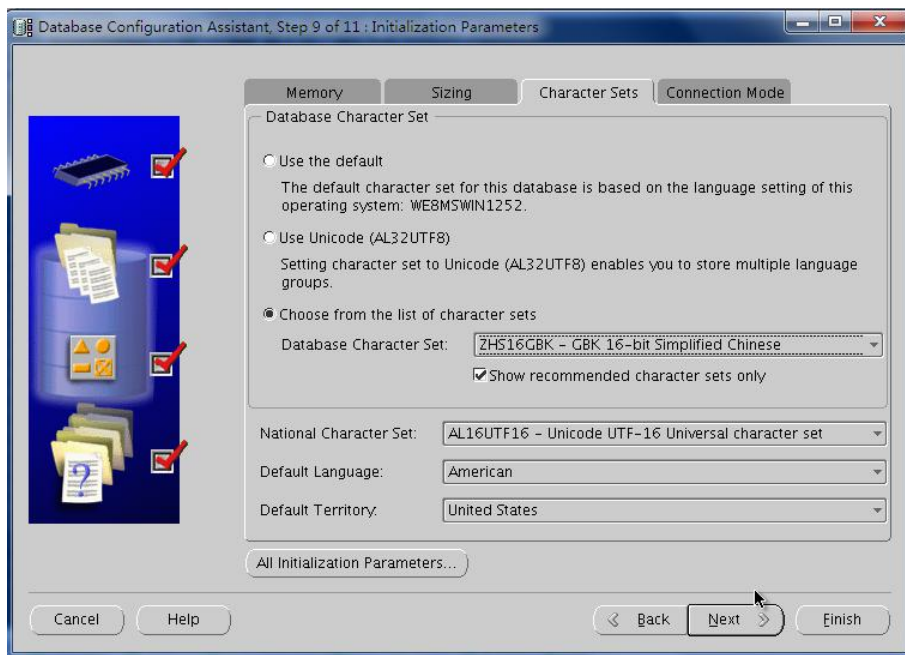 Database Configuration Assistant, Step 9 of 11 : Initialization Parameters
Memory Sizing Character Sets Connection Mode
Database Character Set
Use the default
The default character set for this database is based on the language setting of this
operating system: WE8MSWIN1252.
Use Unicode (AL32UTF8)
Setting character set to Unicode (AL32UTF8) enables you to store multiple language
groups.
Choose from the list of character sets
Database Character Set: ZHS16GBK - GBK 16-bit Simplified Chinese
Show recommended character sets only
National Character Set: AL16UTF16 - Unicode UTF-16 Universal character set
Default Language: American
Default Territory: United States
All Initialization Parameters...
Cancel Help Back Next Finish